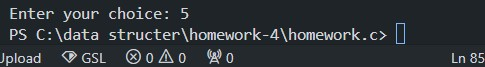 Enter your choice: 5
PS C:\data structer\homework-4\homework.c>
Upload GSL 0 0 0 Ln 85